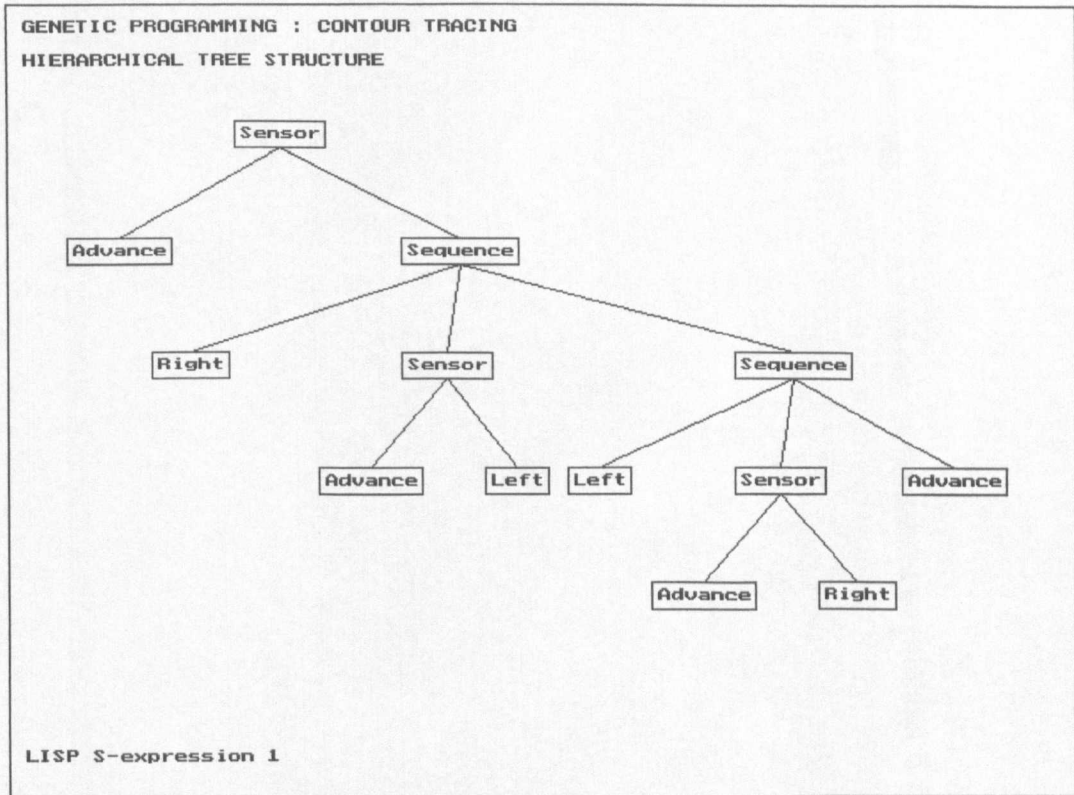 GENETIC PROGRAMMING : CONTOUR TRACING
HIERARCHICAL TREE STRUCTURE
Sensor
Advance Sequence
Right Sensor Sequence
Advance Left Left Sensor Advance
Advance Right
LISP S-expression 1